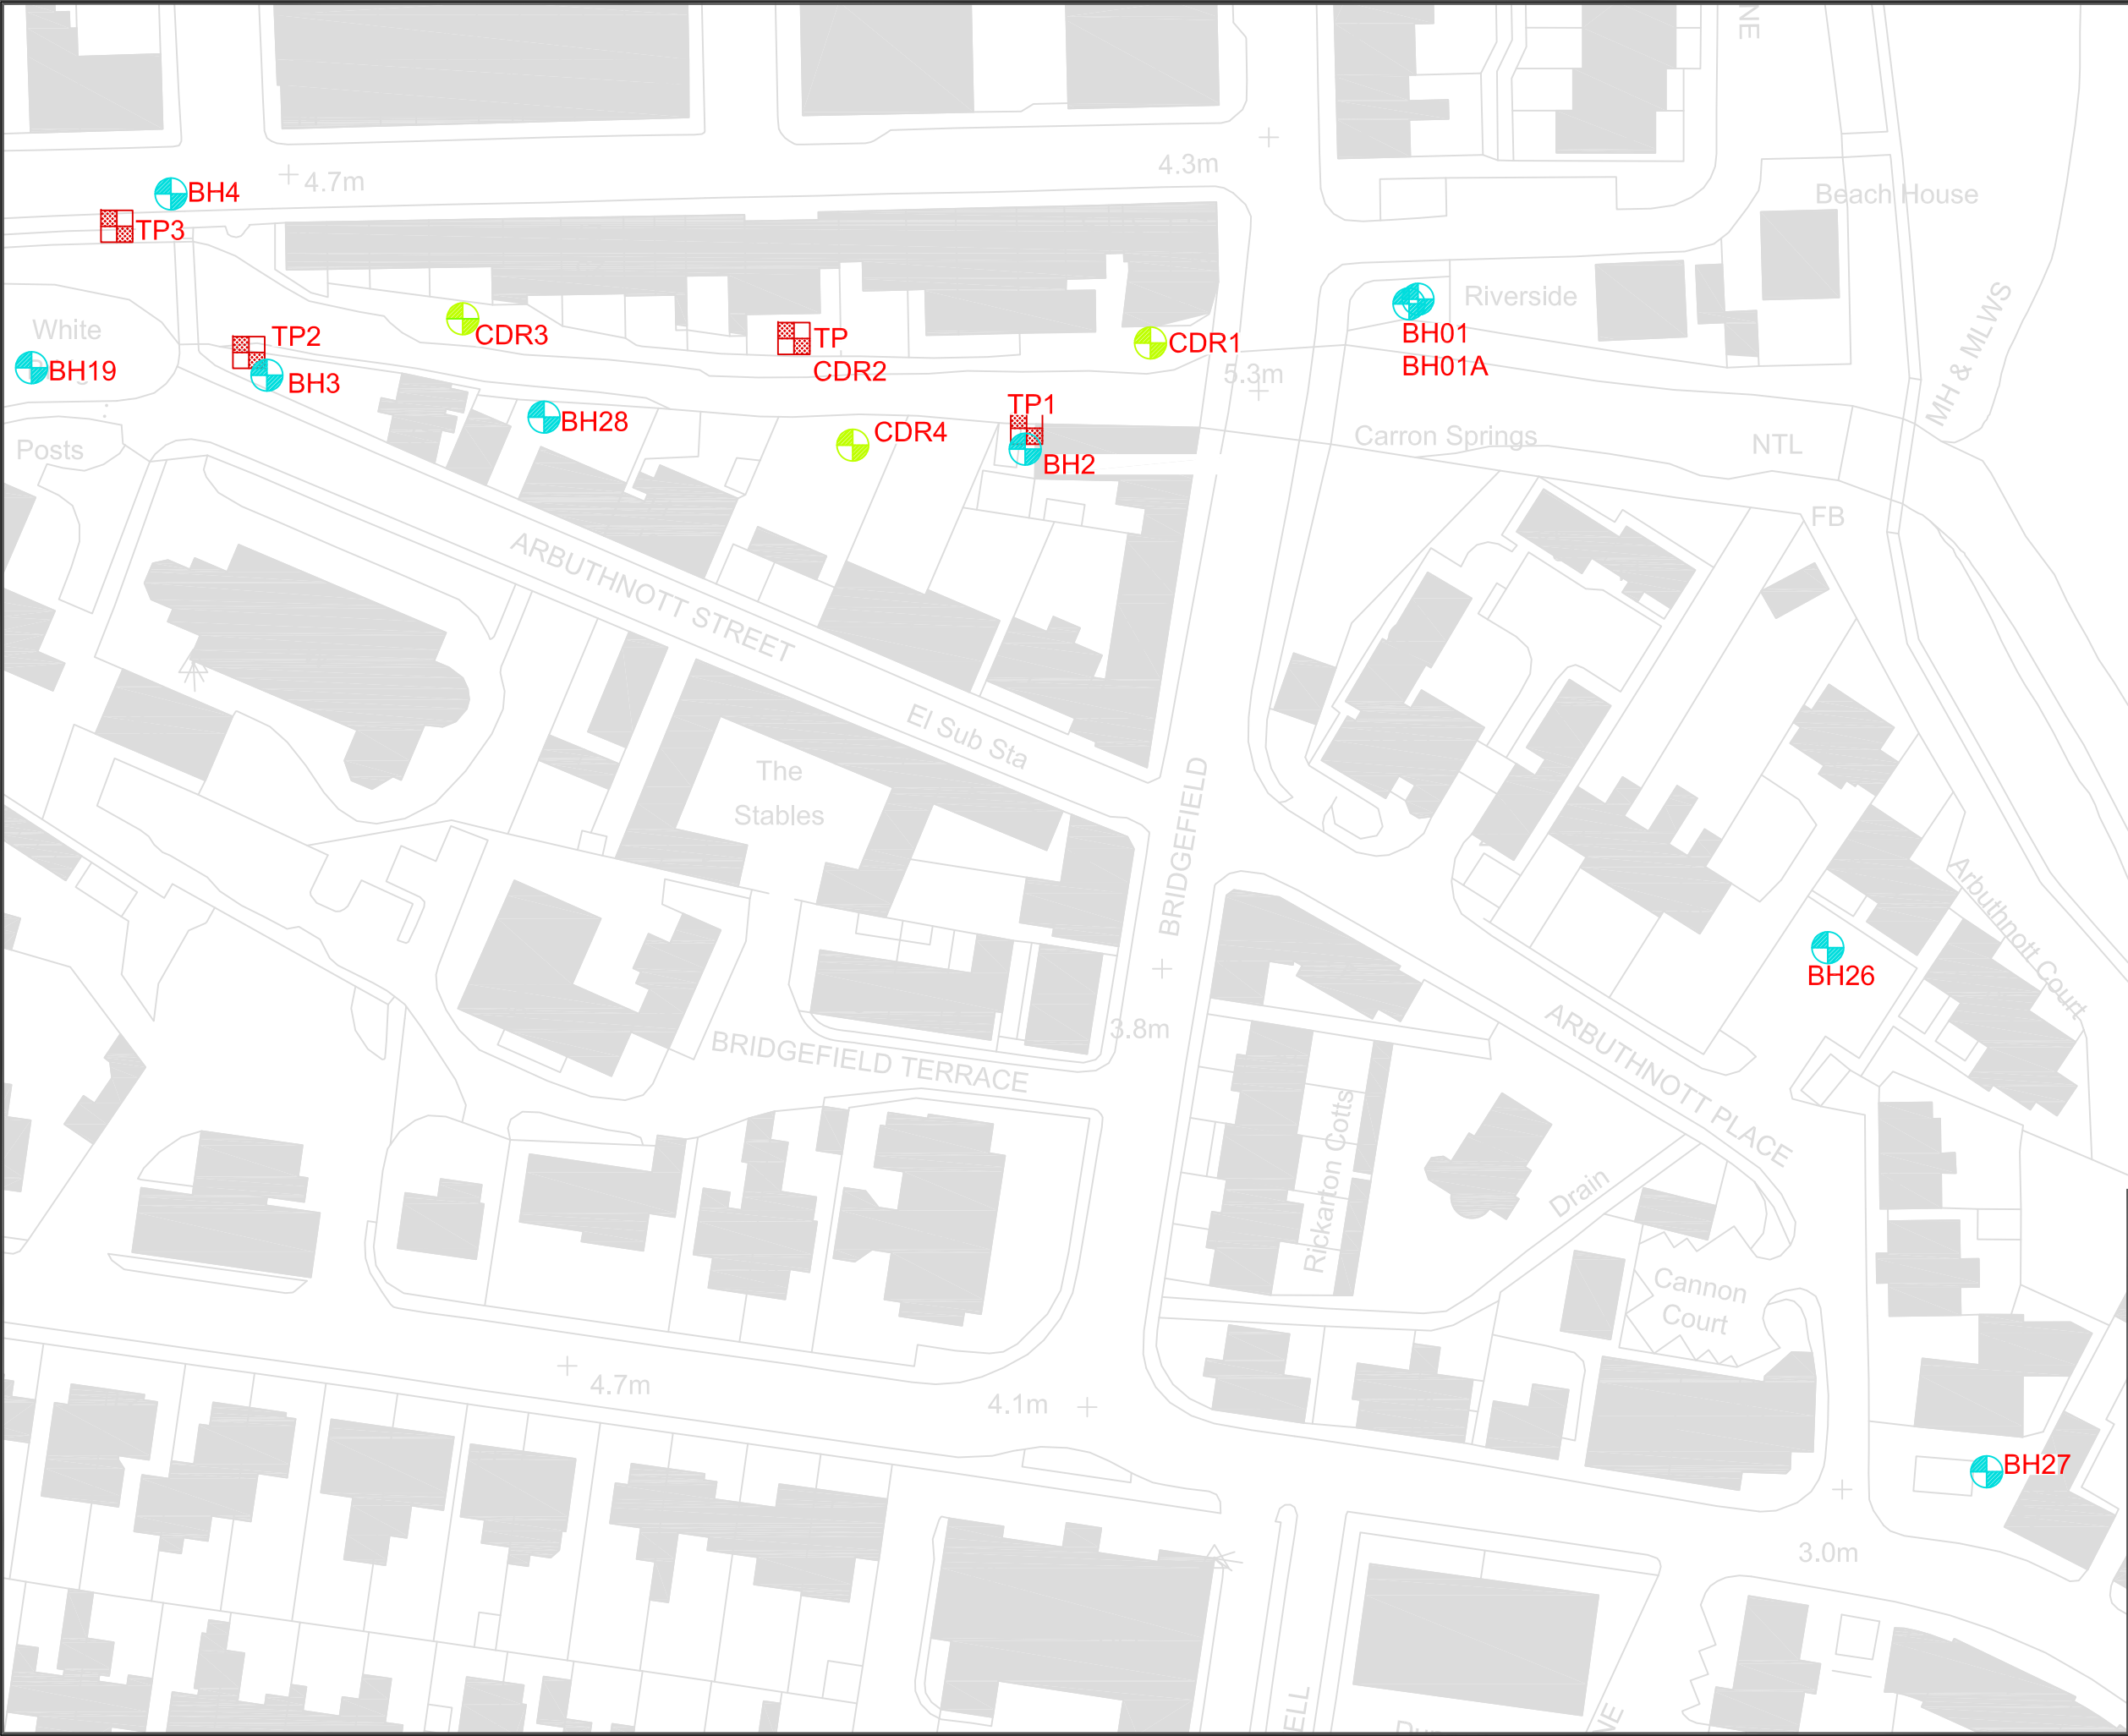 NE
4.3m
4.7m
BH4
Beach House
TP3
MH & MLWS
Riverside
White
TP2
CDR3
TP
CDR2
CDR1
BH01
BH01A
BH19
BH3
5.3m
TP1
BH28
CDR4
Carron Springs
NTL
Posts
BH2
FB
ARBUTHNOTT STREET
El Sub Sta
The
Stables
BRIDGEFIELD
Arbuthnott Court
BH26
3.8m
BRIDGEFIELD TERRACE
ARBUTHNOTT PLACE
Rickarton Cotts
Drain
Cannon
Court
4.7m
4.1m
BH27
3.0m
ELL
NE